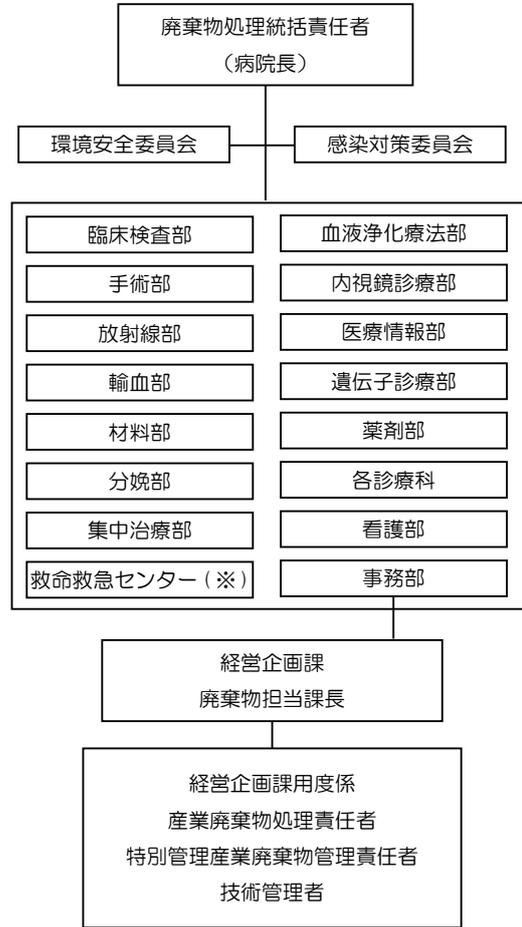 廃棄物処理統括責任者
（病院長）
環境安全委員会
感染対策委員会
臨床検査部
血液浄化療法部
手術部
内視鏡診療部
放射線部
医療情報部
輸血部
遺伝子診療部
材料部
薬剤部
分娩部
各診療科
集中治療部
看護部
救命救急センター(※)
事務部
経営企画課
廃棄物担当課長
経営企画課用度係
産業廃棄物処理責任者
特別管理産業廃棄物管理責任者
技術管理者